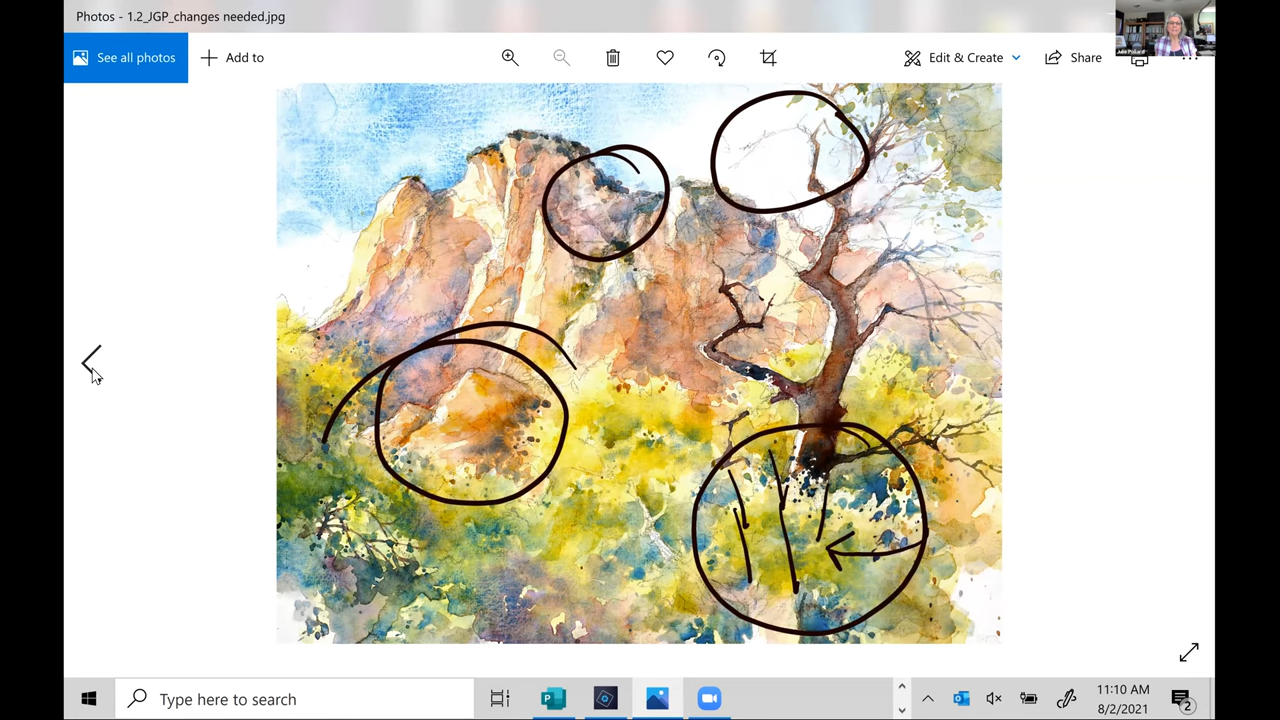 Photos - 1.2_JGP_changes needed.jpg
See all photos
Add to
Edit & Create
Share
Type here to search
11:10 AM
8/2/2021
2